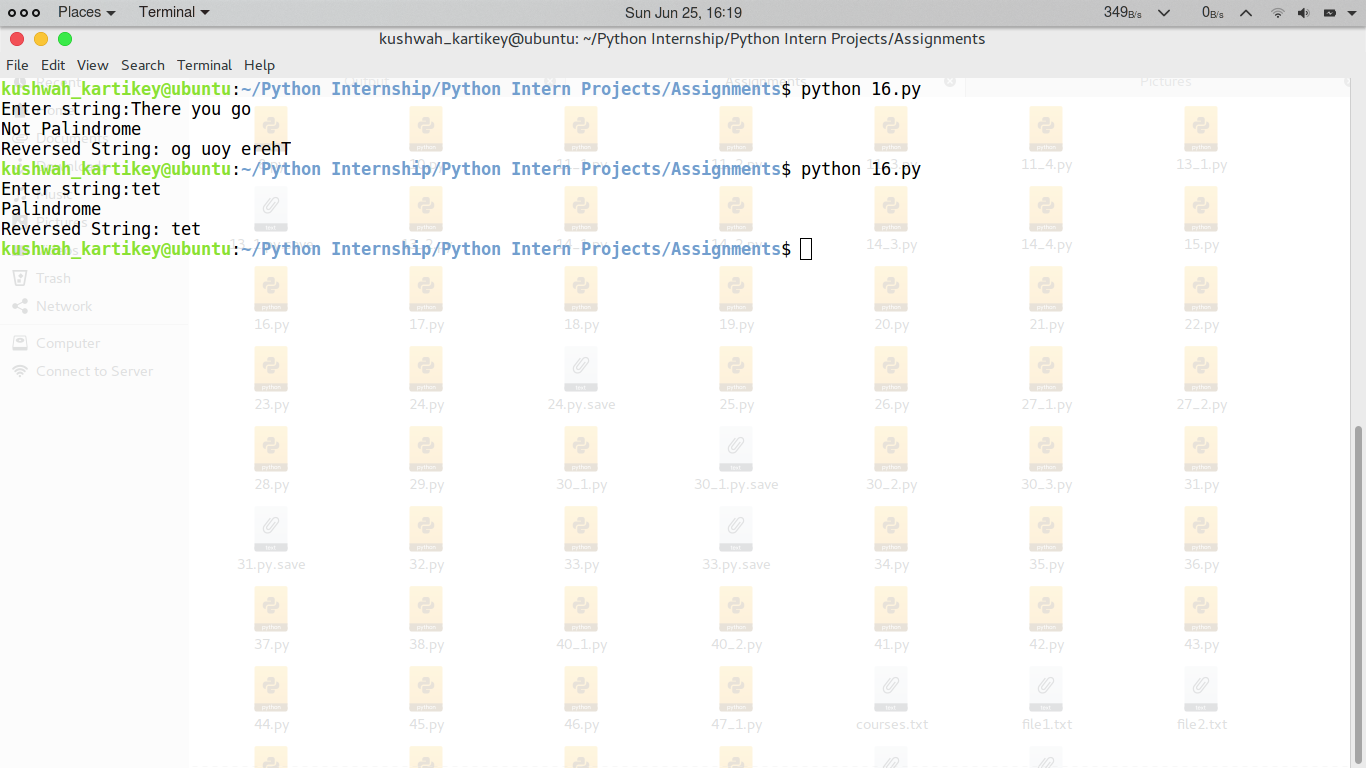 Places Terminal Sun Jun 25, 16:19 349B/s 0B/s
kushwah_kartikey@ubuntu: ~/Python Internship/Python Intern Projects/Assignments
File Edit View Search Terminal Help
Assignments Pictures
kushwah_kartikey@ubuntu:~/Python Internship/Python Intern Projects/Assignments$ python 16.py
Enter string:There you go
Not Palindrome
Reversed String: og uoy erehT
11_4.py 13_1.py
kushwah_kartikey@ubuntu:~/Python Internship/Python Intern Projects/Assignments$ python 16.py
Enter string:tet
Palindrome
Reversed String: tet
14_3.py 14_4.py 15.py
kushwah_kartikey@ubuntu:~/Python Internship/Python Intern Projects/Assignments$
Trash
Network
16.py 17.py 18.py 19.py 20.py 21.py 22.py
Computer
Connect to Server
23.py 24.py 24.py.save 25.py 26.py 27_1.py 27_2.py
28.py 29.py 30_1.py 30_1.py.save 30_2.py 30_3.py 31.py
31.py.save 32.py 33.py 33.py.save 34.py 35.py 36.py
37.py 38.py 40_1.py 40_2.py 41.py 42.py 43.py
44.py 45.py 46.py 47_1.py courses.txt file1.txt file2.txt